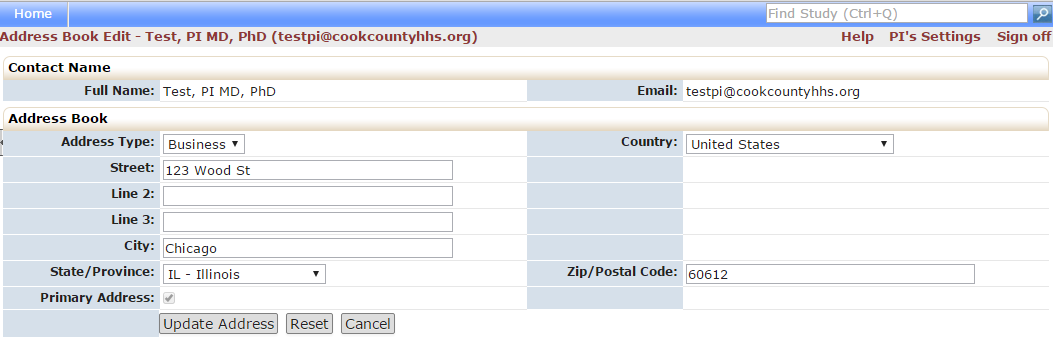 Home Find Study (Ctrl+Q)
Address Book Edit - Test, PI MD, PhD (testpi@cookcountyhhs.org) Help PI's Settings Sign off
Contact Name
Full Name: Test, PI MD, PhD Email: testpi@cookcountyhhs.org
Address Book
Address Type: Business Country: United States
Street: 123 Wood St
Line 2:
Line 3:
City: Chicago
State/Province: IL - Illinois Zip/Postal Code: 60612
Primary Address:
Update Address Reset Cancel